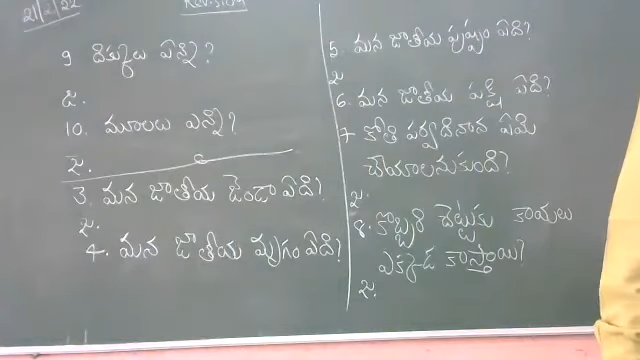 21/2/22
Revision
9 దిక్కులు ఎన్ని?
జ.
10. మూలలు ఎన్ని?
జ.
3. మన జాతీయ జెండా ఏది?
జ.
4. మన జాతీయ మృగం ఏది?
5. మన జాతీయ పుష్పం ఏది?
జ
6. మన జాతీయ పక్షి ఏది?
7 కోతి పర్వదినాన ఏమి
చేయాలనుకుంది?
జ.
8. కొబ్బరి చెట్టుకు కాయలు
ఎక్కడ కాస్తాయి?
జ.